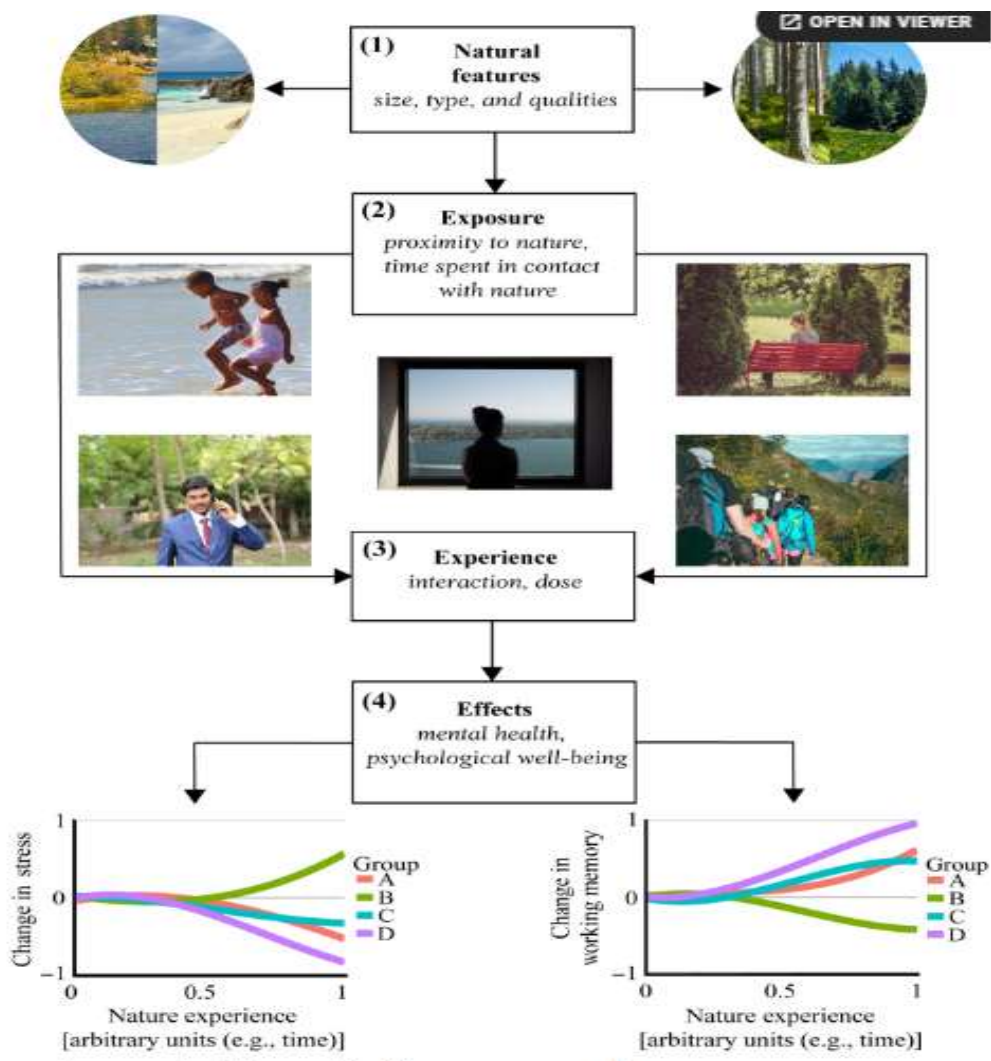 OPEN IN VIEWER
(1) Natural
features
size, type, and qualities
(2) Exposure
proximity to nature,
time spent in contact
with nature
(3) Experience
interaction, dose
(4) Effects
mental health,
psychological well-being
Change in stress
1
0
−1
0
0.5
1
Nature experience
[arbitrary units (e.g., time)]
Group
A
B
C
D
Change in
working memory
1
0
−1
0
0.5
1
Nature experience
[arbitrary units (e.g., time)]
Group
A
B
C
D